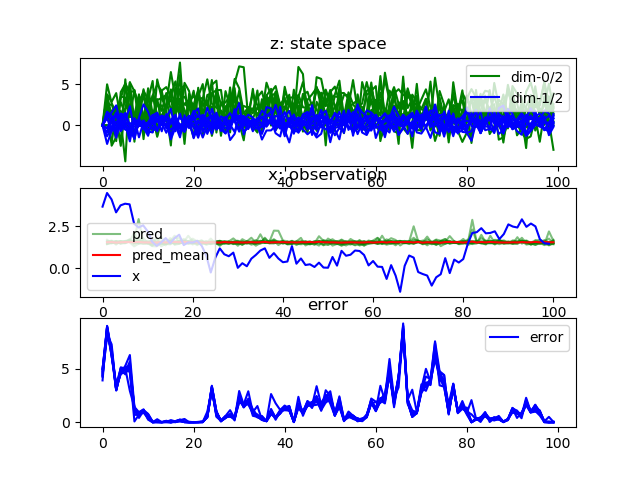 z: state space
5
0
dim-0/2
dim-1/2
0 20 40 60 80 100
x: observation
2.5
0.0
pred
pred_mean
x
0 20 40 60 80 100
error
5
0
error
0 20 40 60 80 100